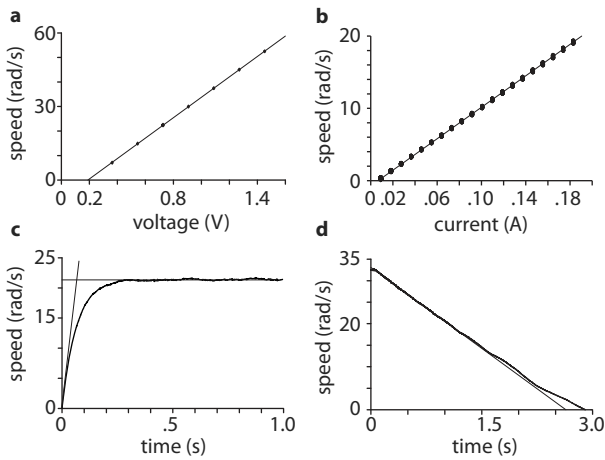 a
60
30
0
speed (rad/s)
0 0.2 0.8 1.4
voltage (V)
b
20
10
0
speed (rad/s)
0.02 .06 0.10 0.14 .18
current (A)
c
25
15
0
speed (rad/s)
0 .5 1.0
time (s)
d
35
20
0
speed (rad/s)
0 1.5 3.0
time (s)